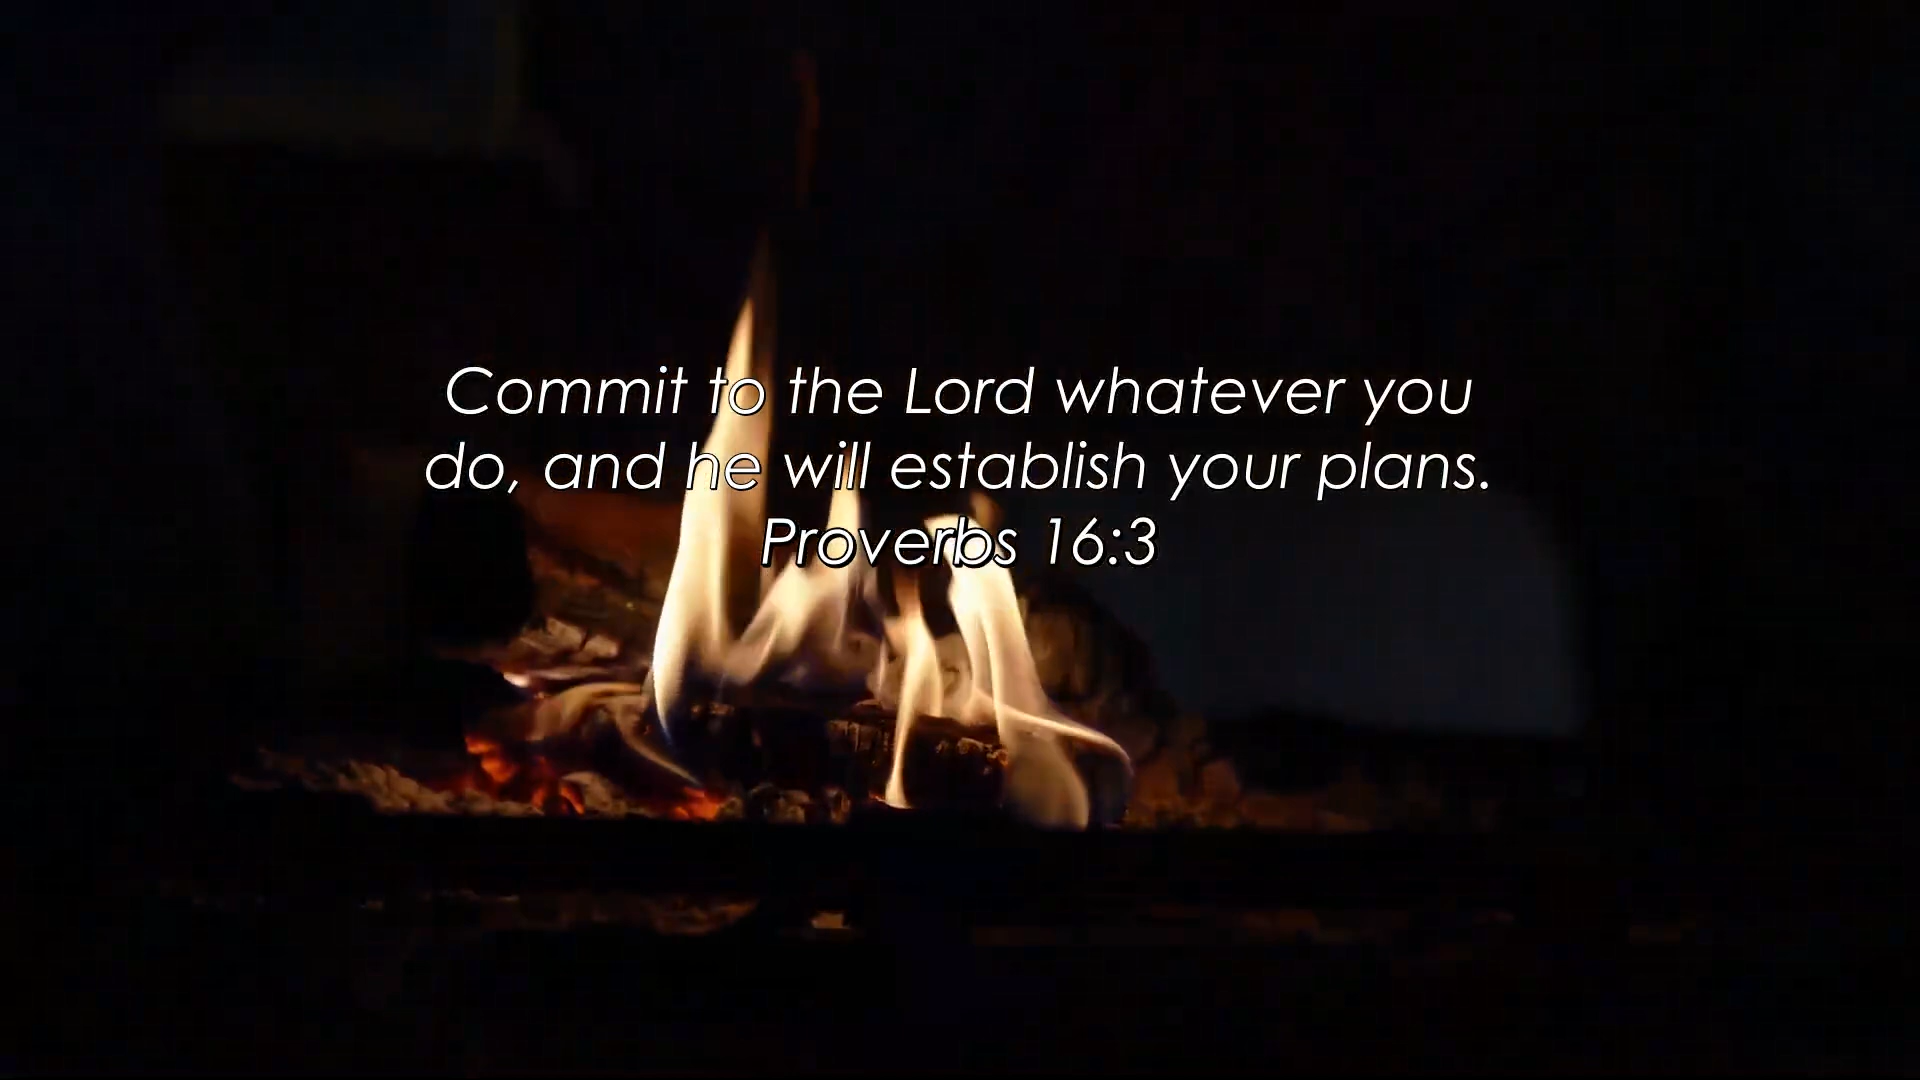 Commit to the Lord whatever you
do, and he will establish your plans.
Proverbs 16:3